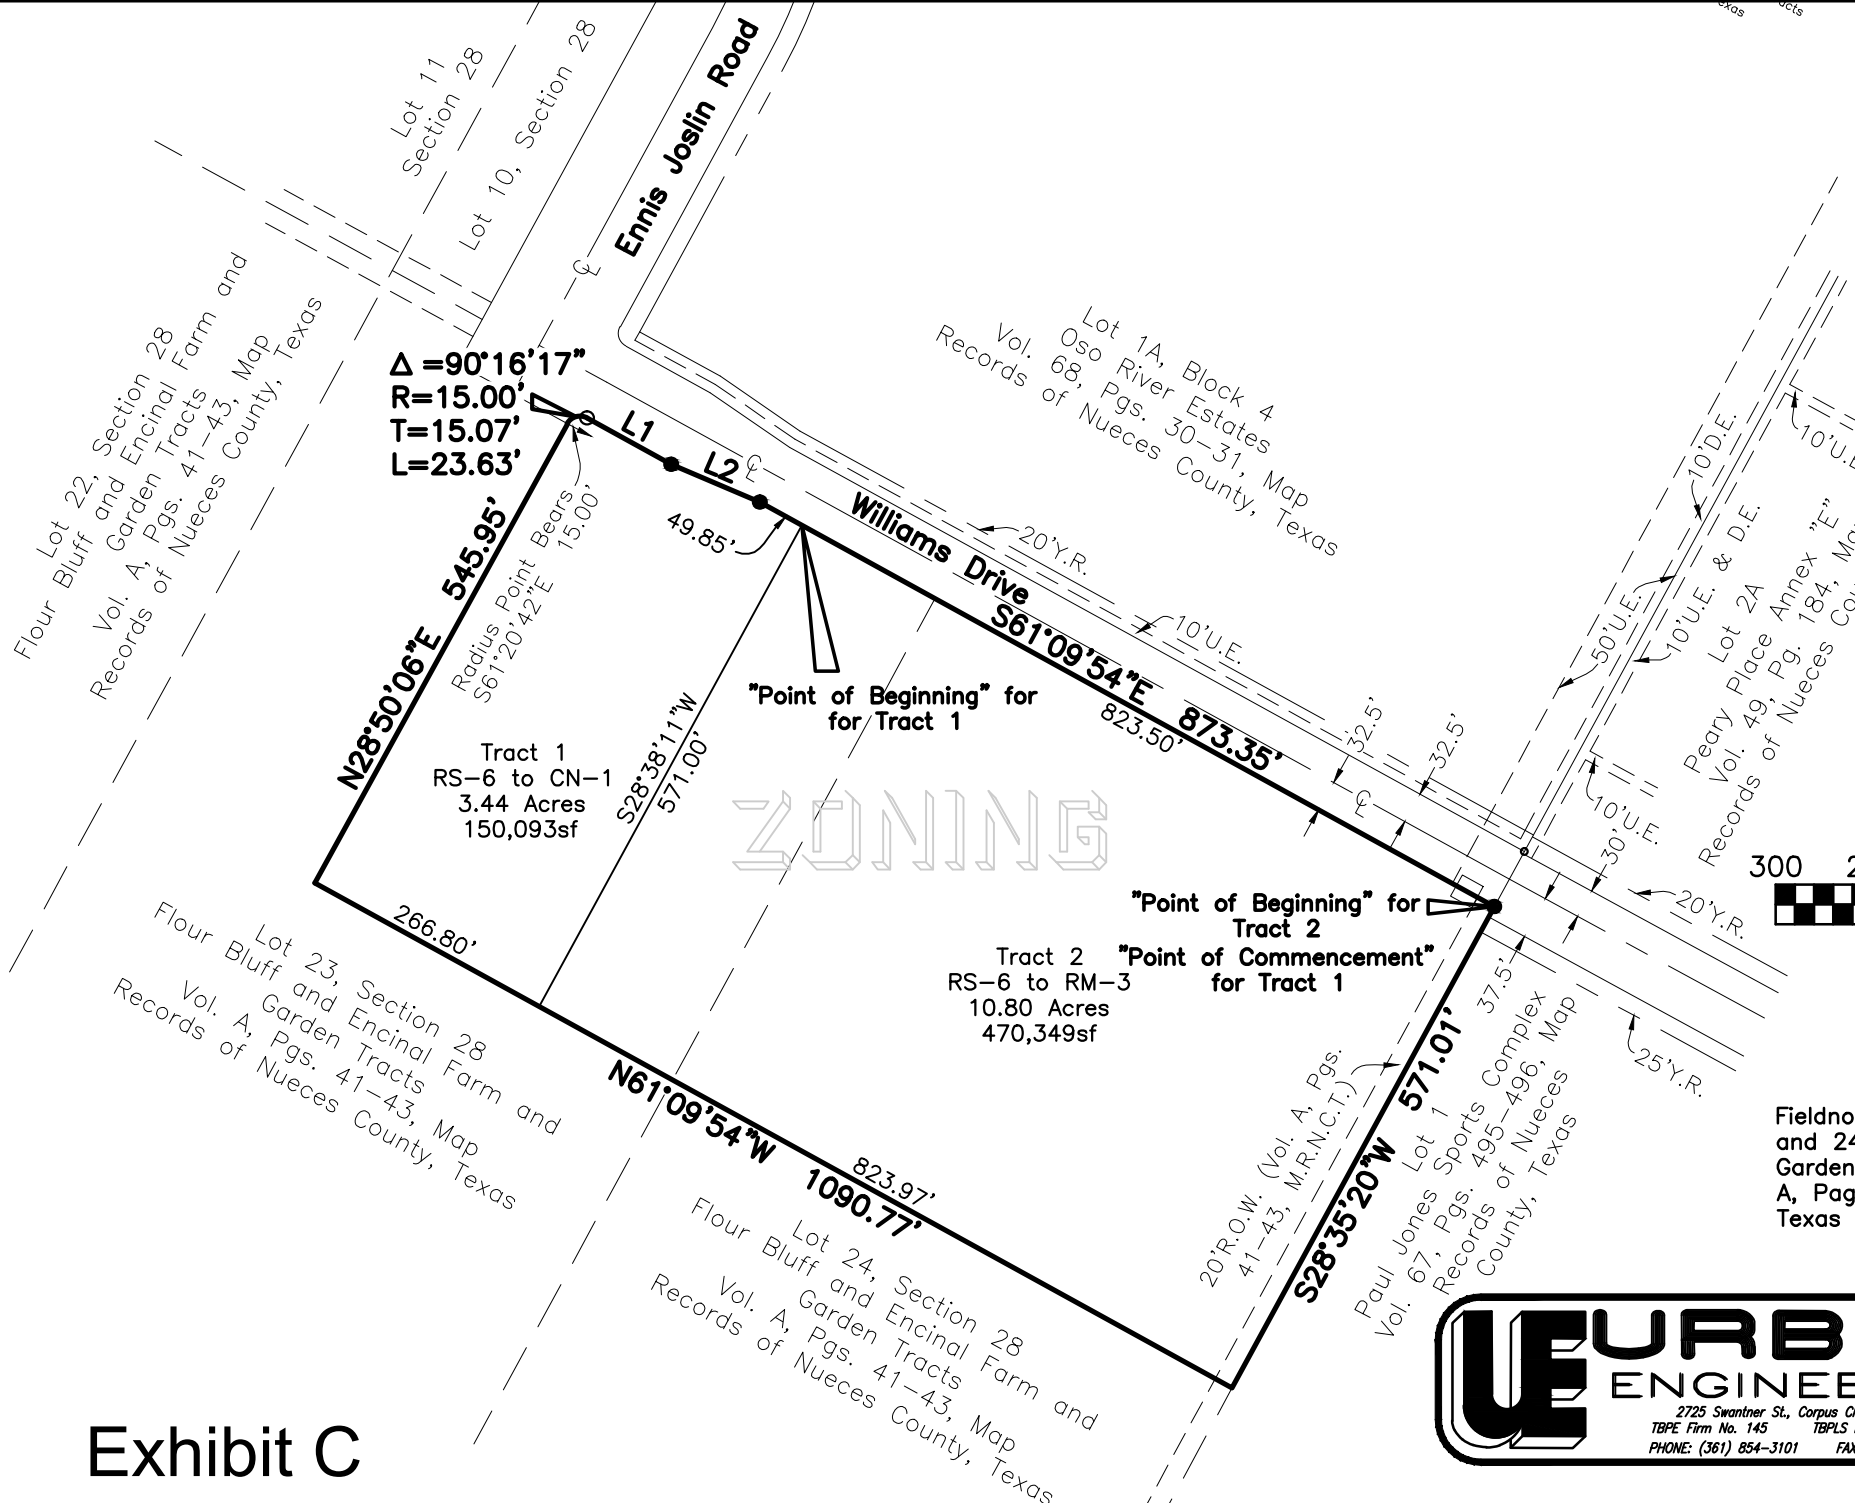 Lot 11
Section 28
Lot 10, Section 28
Ennis Joslin Road
Lot 22, Section 28
Flour Bluff and Encinal Farm and
Garden Tracts
Vol. A, Pgs. 41-43, Map
Records of Nueces County, Texas
Δ =90°16'17"
R=15.00'
T=15.07'
L=23.63'
L1
L2
Lot 1A, Block 4
Oso River Estates
Vol. 68, Pgs. 30-31, Map
Records of Nueces County, Texas
Williams Drive
20'Y.R.
10'U.E.
49.85'
545.95'
N28°50'06"E
Radius Point Bears
S61°20'42"E 15.00'
"Point of Beginning" for
for Tract 1
S61°09'54"E 873.35'
823.50'
32.5'
32.5'
10'D.E.
50'U.E.
10'U.E. & D.E.
Lot 2A
Peary Place Annex "E"
Vol. 49, Pg. 184,
Records of Nueces
10'U.E.
30'
20'Y.R.
300
Tract 1
RS-6 to CN-1
3.44 Acres
150,093sf
S28°38'11"W
571.00'
ZONING
"Point of Beginning" for
Tract 2
"Point of Commencement"
for Tract 1
Tract 2
RS-6 to RM-3
10.80 Acres
470,349sf
37.5'
25'Y.R.
266.80'
Lot 23, Section 28
Flour Bluff and Encinal Farm and
Garden Tracts
Vol. A, Pgs. 41-43, Map
Records of Nueces County, Texas
N61°09'54"W 1090.77'
823.97'
Lot 24, Section 28
Flour Bluff and Encinal Farm and
Garden Tracts
Vol. A, Pgs. 41-43, Map
Records of Nueces County, Texas
20'R.O.W. (Vol. A, Pgs.
41-43, M.R.N.C.T.)
S28°35'20"W 571.01'
Lot 1
Paul Jones Sports Complex
Vol. 67, Pgs. 495-496, Map
Records of Nueces
County, Texas
and 24
Garden
Texas
UE URB
2725 Swantner St., Corpus
TBPE Firm No. 145 TBPLS
PHONE: (361) 854-3101 FAX
Exhibit C